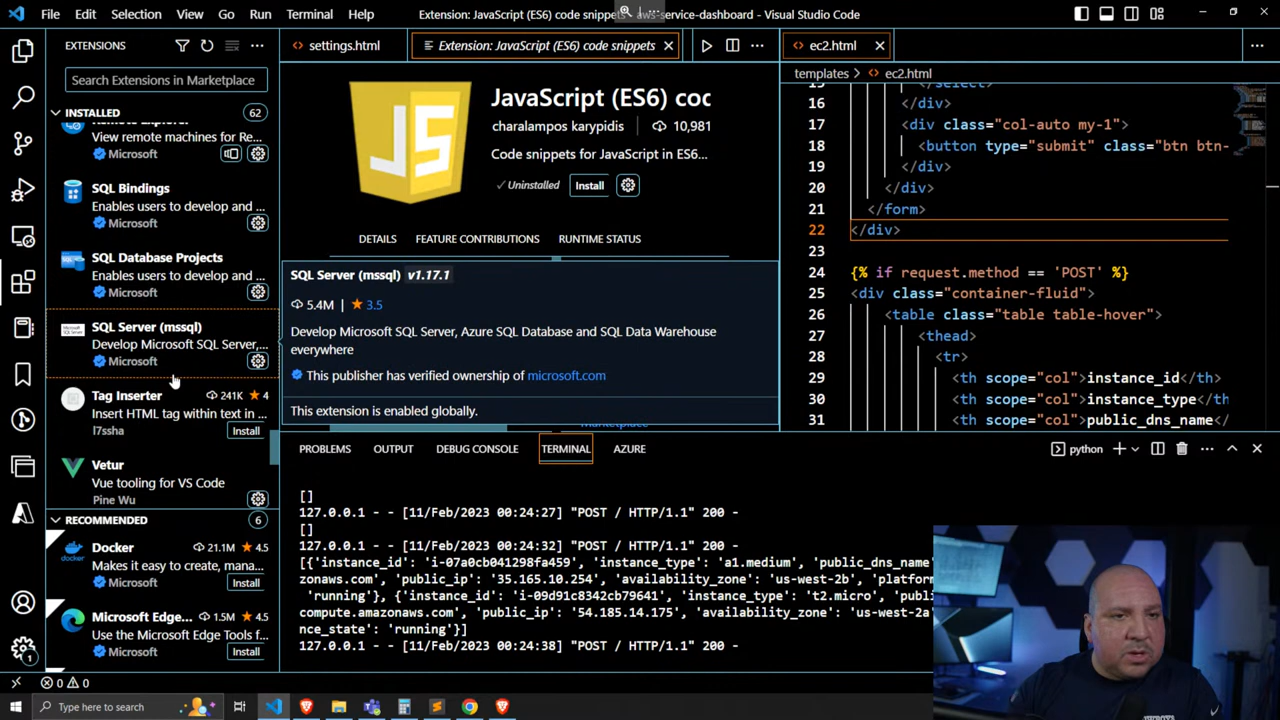 File Edit Selection View Go Run Terminal Help
Extension: JavaScript (ES6) code snippets - aws-service-dashboard - Visual Studio Code
EXTENSIONS
Search Extensions in Marketplace
INSTALLED 62
View remote machines for Re...
Microsoft
SQL Bindings
Enables users to develop and ...
Microsoft
SQL Database Projects
Enables users to develop and ...
Microsoft
SQL Server (mssql)
Develop Microsoft SQL Server,...
Microsoft
Tag Inserter 241K 4
Insert HTML tag within text in ...
l7ssha Install
Vetur
Vue tooling for VS Code
Pine Wu
RECOMMENDED 6
Docker 21.1M 4.5
Makes it easy to create, mana...
Microsoft Install
Microsoft Edge... 1.5M 4.5
Use the Microsoft Edge Tools f...
Microsoft Install
settings.html
Extension: JavaScript (ES6) code snippets
JS
JavaScript (ES6) coc
charalampos karypidis 10,981
Code snippets for JavaScript in ES6...
Uninstalled Install
DETAILS FEATURE CONTRIBUTIONS RUNTIME STATUS
SQL Server (mssql) v1.17.1
5.4M | 3.5
Develop Microsoft SQL Server, Azure SQL Database and SQL Data Warehouse
everywhere
This publisher has verified ownership of microsoft.com
This extension is enabled globally.
ec2.html
templates > ec2.html
16 </div>
17 <div class="col-auto my-1">
18 <button type="submit" class="btn btn-
19 </div>
20 </div>
21 </form>
22 </div>
23
24 {% if request.method == 'POST' %}
25 <div class="container-fluid">
26 <table class="table table-hover">
27 <thead>
28 <tr>
29 <th scope="col">instance_id</th>
30 <th scope="col">instance_type</th
31 <th scope="col">public_dns_name</
PROBLEMS OUTPUT DEBUG CONSOLE TERMINAL AZURE
python
[]
127.0.0.1 - - [11/Feb/2023 00:24:27] "POST / HTTP/1.1" 200 -
[]
127.0.0.1 - - [11/Feb/2023 00:24:32] "POST / HTTP/1.1" 200 -
[{'instance_id': 'i-07a0cb041298fa459', 'instance_type': 'a1.medium', 'public_dns_name
zonaws.com', 'public_ip': '35.165.10.254', 'availability_zone': 'us-west-2b', 'platform
'running'}, {'instance_id': 'i-09d91c8342cb79641', 'instance_type': 't2.micro', 'publi
compute.amazonaws.com', 'public_ip': '54.185.14.175', 'availability_zone': 'us-west-2a
nce_state': 'running'}]
127.0.0.1 - - [11/Feb/2023 00:24:38] "POST / HTTP/1.1" 200 -
1
0 0
Type here to search